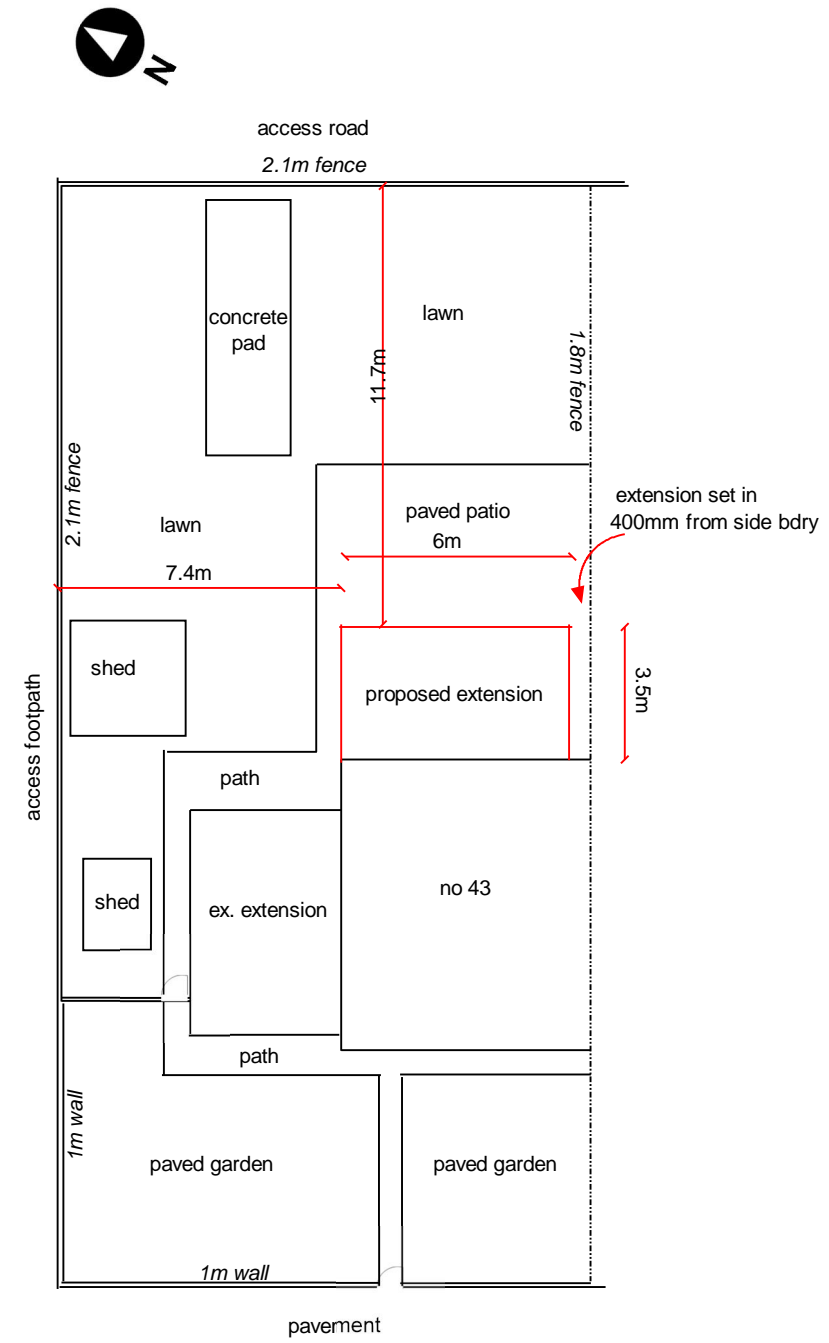 N
access road
2.1m fence
concrete
pad
lawn
11.7m
1.8m fence
2.1m fence
lawn
paved patio
6m
extension set in
400mm from side bdry
7.4m
shed
proposed extension
3.5m
access footpath
path
shed
ex. extension
no 43
path
1m wall
paved garden
paved garden
1m wall
pavement